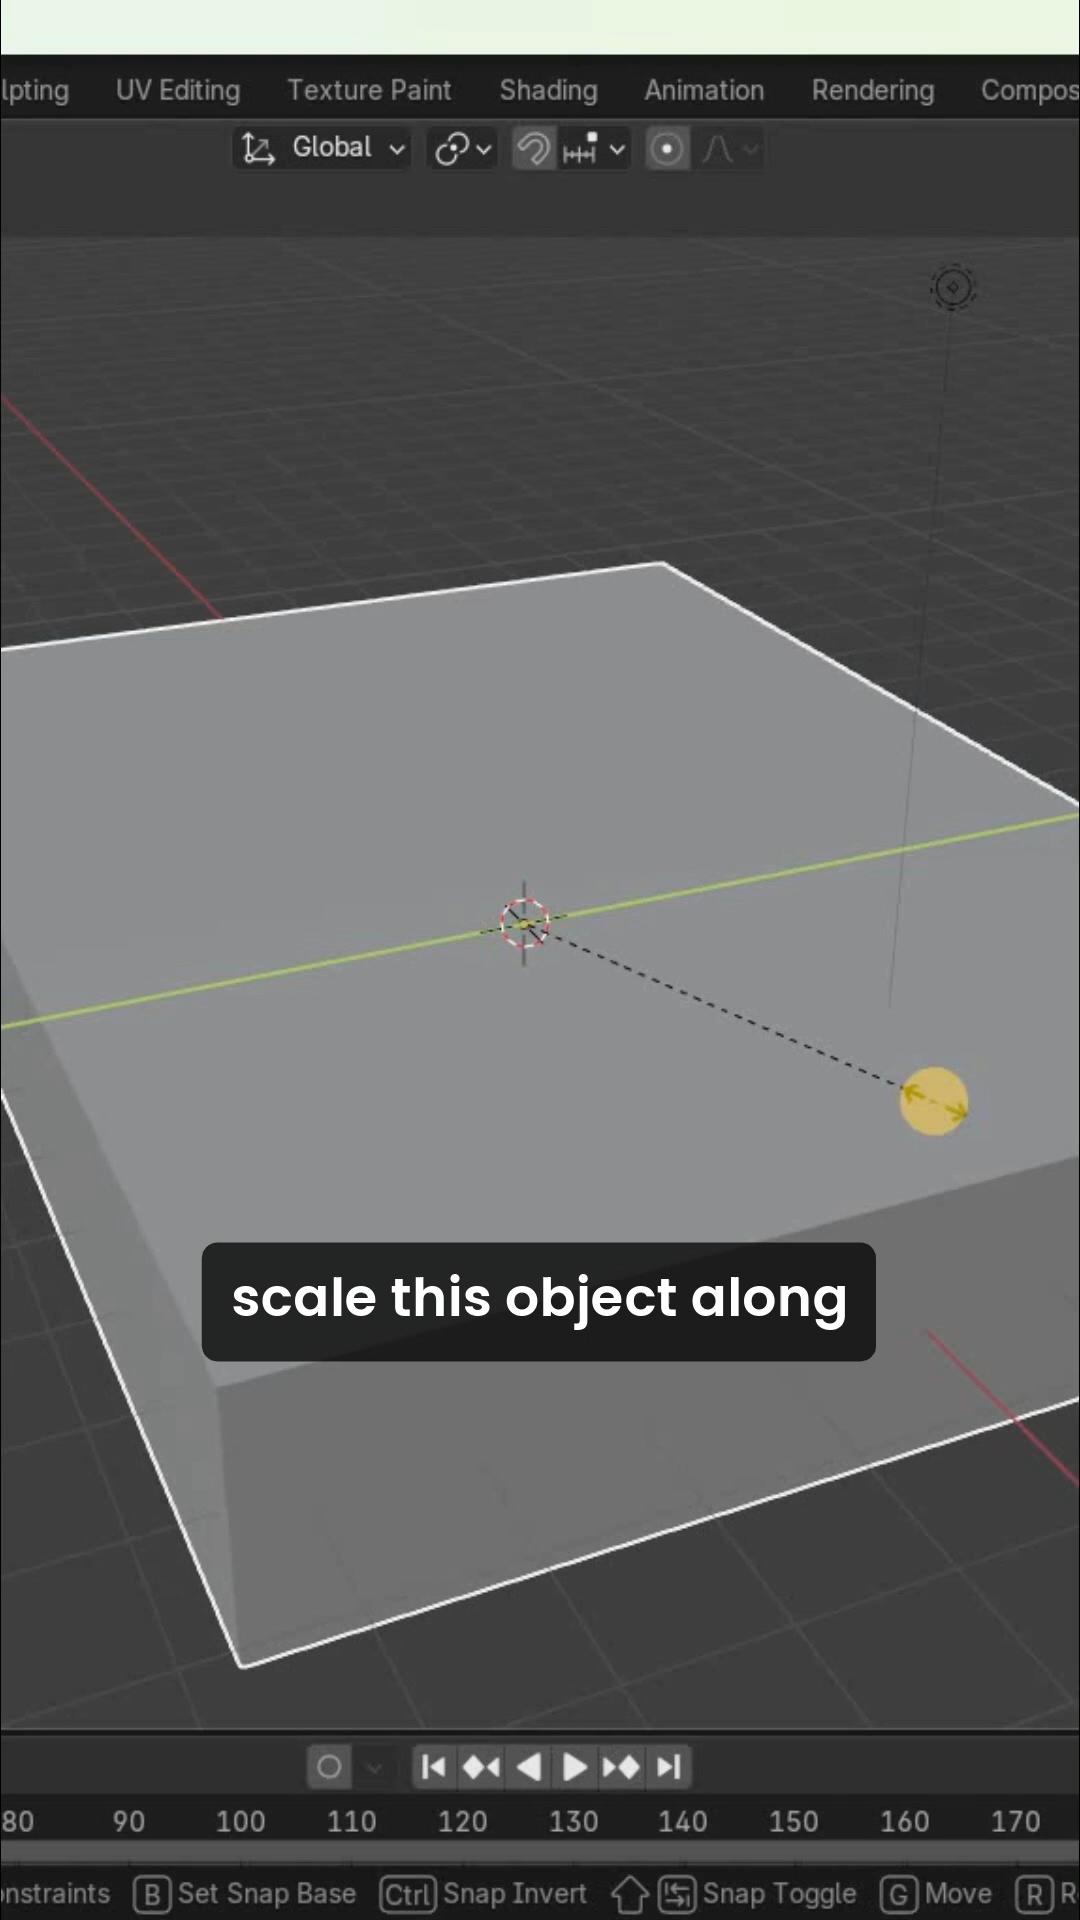 lpting UV Editing Texture Paint Shading Animation Rendering Compos
Global
scale this object along
80 90 100 110 120 130 140 150 160 170
onstraints B Set Snap Base Ctrl Snap Invert Snap Toggle G Move R R